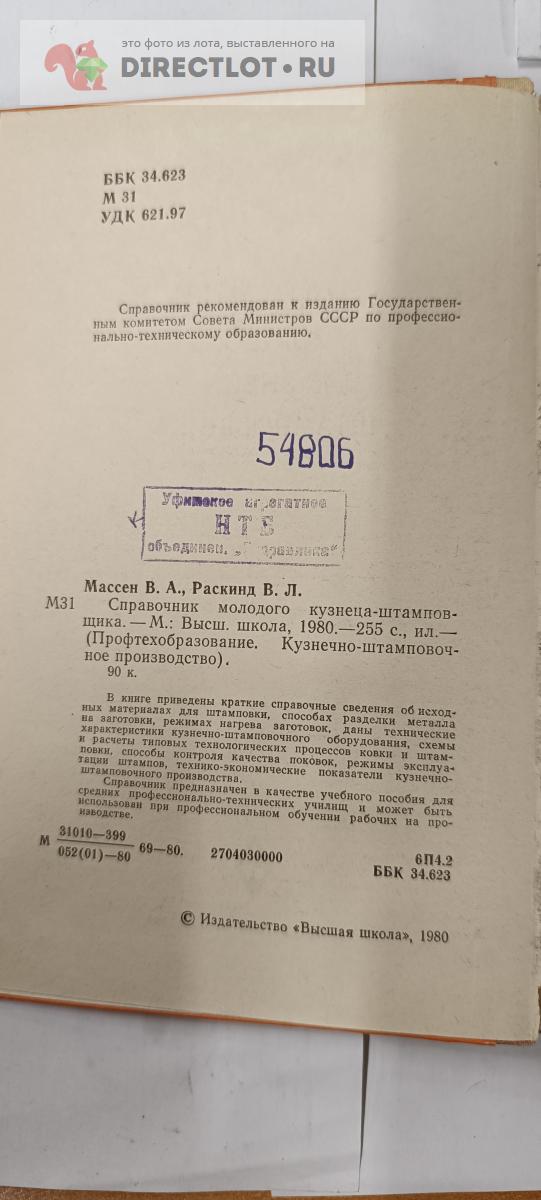 это фото из лота, выставленного на
DIRECTLOT•RU
ББК 34.623
М 31
УДК 621.97
Справочник рекомендован к изданию Государствен-
ным комитетом Совета Министров СССР по профессио-
нально-техническому образованию.
54806
Уфимское агрегатное
НТБ
объединен. „Гидравлика“
Массен В. А., Раскинд В. Л.
М31 Справочник молодого кузнеца-штампов-
щика. — М.: Высш. школа, 1980.—255 с., ил.—
(Профтехобразование. Кузнечно-штамповоч-
ное производство).
90 к.
В книге приведены краткие справочные сведения об исход-
ных материалах для штамповки, способах разделки металла
на заготовки, режимах нагрева заготовок, даны технические
характеристики кузнечно-штамповочного оборудования, схемы
и расчеты типовых технологических процессов ковки и штам-
повки, способы контроля качества поковок, режимы эксплуа-
тации штампов, технико-экономические показатели кузнечно-
штамповочного производства.
Справочник предназначен в качестве учебного пособия для
средних профессионально-технических училищ и может быть
использован при профессиональном обучении рабочих на про-
изводстве.
М 31010—399
052(01)—80 69—80. 2704030000
6П4.2
ББК 34.623
© Издательство «Высшая школа», 1980